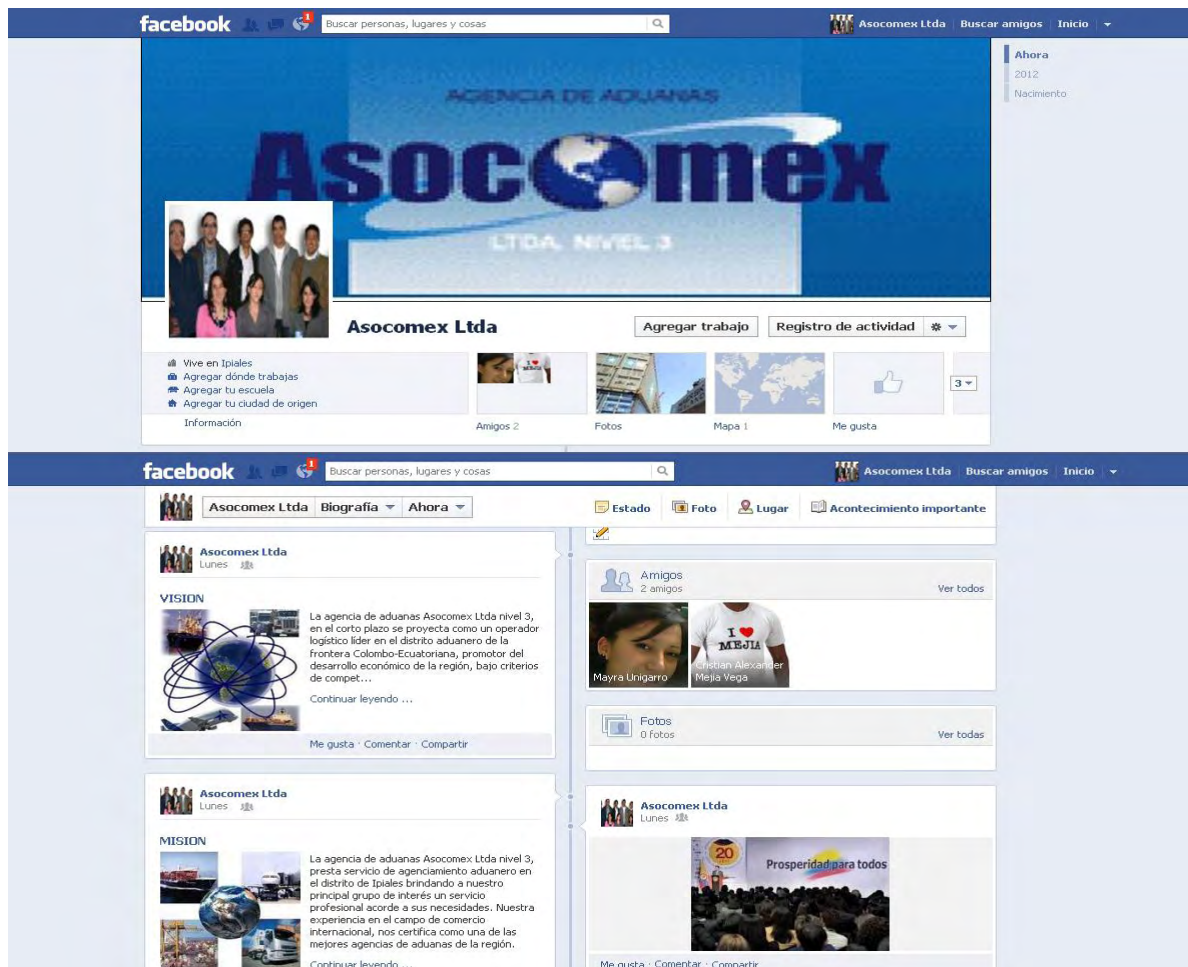 facebook
1
Buscar personas, lugares y cosas
Asocomex Ltda
Buscar amigos
Inicio
Ahora
2012
Nacimiento
AGENCIA DE ADUANAS
Asocomex
LTDA. NIVEL 3
Asocomex Ltda
Agregar trabajo
Registro de actividad
Vive en Ipiales
Agregar dónde trabajas
Agregar tu escuela
Agregar tu ciudad de origen
Información
Amigos 2
Fotos
Mapa 1
Me gusta
3
I
MEJIA
facebook
1
Buscar personas, lugares y cosas
Asocomex Ltda
Buscar amigos
Inicio
Asocomex Ltda
Biografía
Ahora
Estado
Foto
Lugar
Acontecimiento importante
Asocomex Ltda
Lunes
VISION
La agencia de aduanas Asocomex Ltda nivel 3,
en el corto plazo se proyecta como un operador
logístico líder en el distrito aduanero de la
frontera Colombo-Ecuatoriana, promotor del
desarrollo económico de la región, bajo criterios
de compet...
Continuar leyendo ...
Me gusta · Comentar · Compartir
Asocomex Ltda
Lunes
MISION
La agencia de aduanas Asocomex Ltda nivel 3,
presta servicio de agenciamiento aduanero en
el distrito de Ipiales brindando a nuestro
principal grupo de interés un servicio
profesional acorde a sus necesidades. Nuestra
experiencia en el campo de comercio
internacional, nos certifica como una de las
mejores agencias de aduanas de la región.
Continuar leyendo ...
Amigos
2 amigos
Ver todos
I
MEJIA
Mayra Unigarro
Cristian Alexander
Mejia Vega
Fotos
0 fotos
Ver todas
Asocomex Ltda
Lunes
20
Prosperidad para todos
Me gusta · Comentar · Compartir